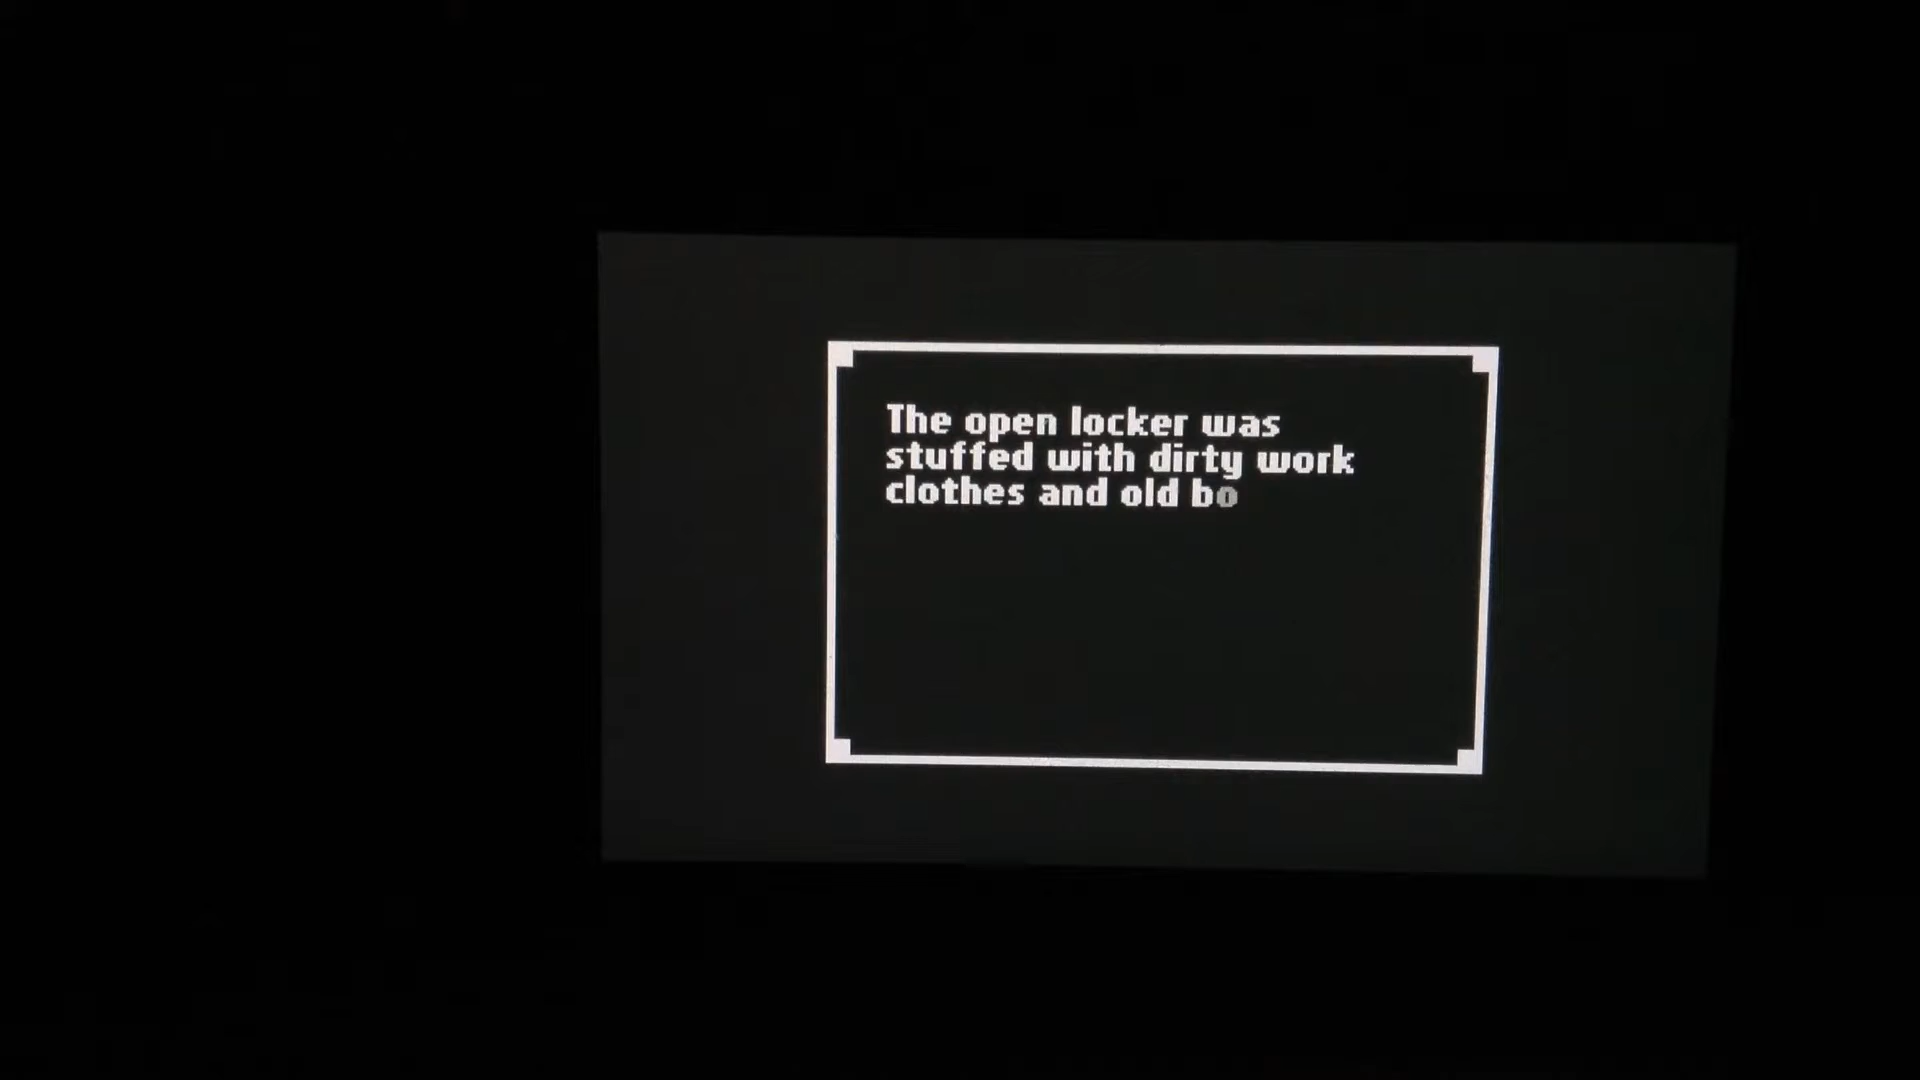 The open locker was
stuffed with dirty work
clothes and old bo